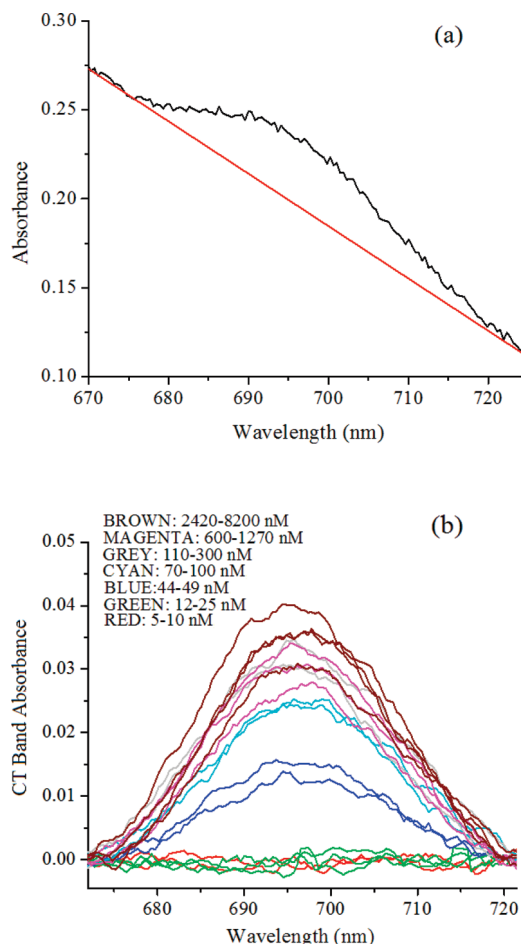 (a)
0.30
0.25
0.20
0.15
0.10
Absorbance
670 680 690 700 710 720
Wavelength (nm)
(b)
BROWN: 2420-8200 nM
MAGENTA: 600-1270 nM
GREY: 110-300 nM
CYAN: 70-100 nM
BLUE:44-49 nM
GREEN: 12-25 nM
RED: 5-10 nM
0.05
0.04
0.03
0.02
0.01
0.00
CT Band Absorbance
680 690 700 710 720
Wavelength (nm)